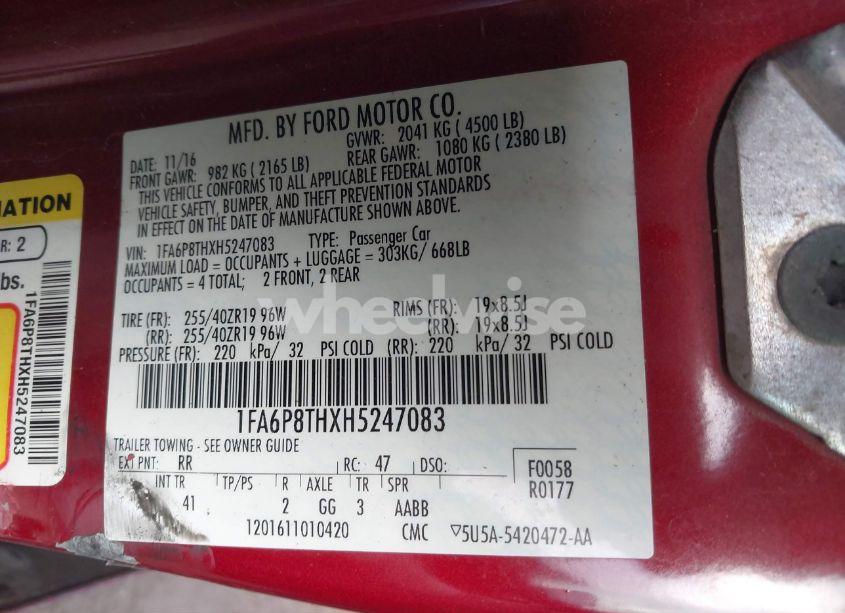 MFD. BY FORD MOTOR CO.
DATE: 11/16 GVWR: 2041 KG ( 4500 LB)
FRONT GAWR: 982 KG ( 2165 LB) REAR GAWR: 1080 KG ( 2380 LB)
THIS VEHICLE CONFORMS TO ALL APPLICABLE FEDERAL MOTOR
VEHICLE SAFETY, BUMPER, AND THEFT PREVENTION STANDARDS
IN EFFECT ON THE DATE OF MANUFACTURE SHOWN ABOVE.
VIN: 1FA6P8THXH5247083 TYPE: Passenger Car
MAXIMUM LOAD = OCCUPANTS + LUGGAGE = 303KG/ 668LB
OCCUPANTS = 4 TOTAL; 2 FRONT, 2 REAR
wheelwise
TIRE (FR): 255/40ZR19 96W RIMS (FR): 19x8.5J
(RR): 255/40ZR19 96W (RR): 19x8.5J
PRESSURE (FR): 220 kPa/ 32 PSI COLD (RR): 220 kPa/ 32 PSI COLD
1FA6P8THXH5247083
TRAILER TOWING - SEE OWNER GUIDE
EXT PNT: RR RC: 47 DSO: F0058
INT TR TP/PS R AXLE TR SPR R0177
41 2 GG 3 AABB
1201611010420 CMC ▽5U5A-5420472-AA
MATION
R: 2
lbs.
1FA6P8THXH5247083